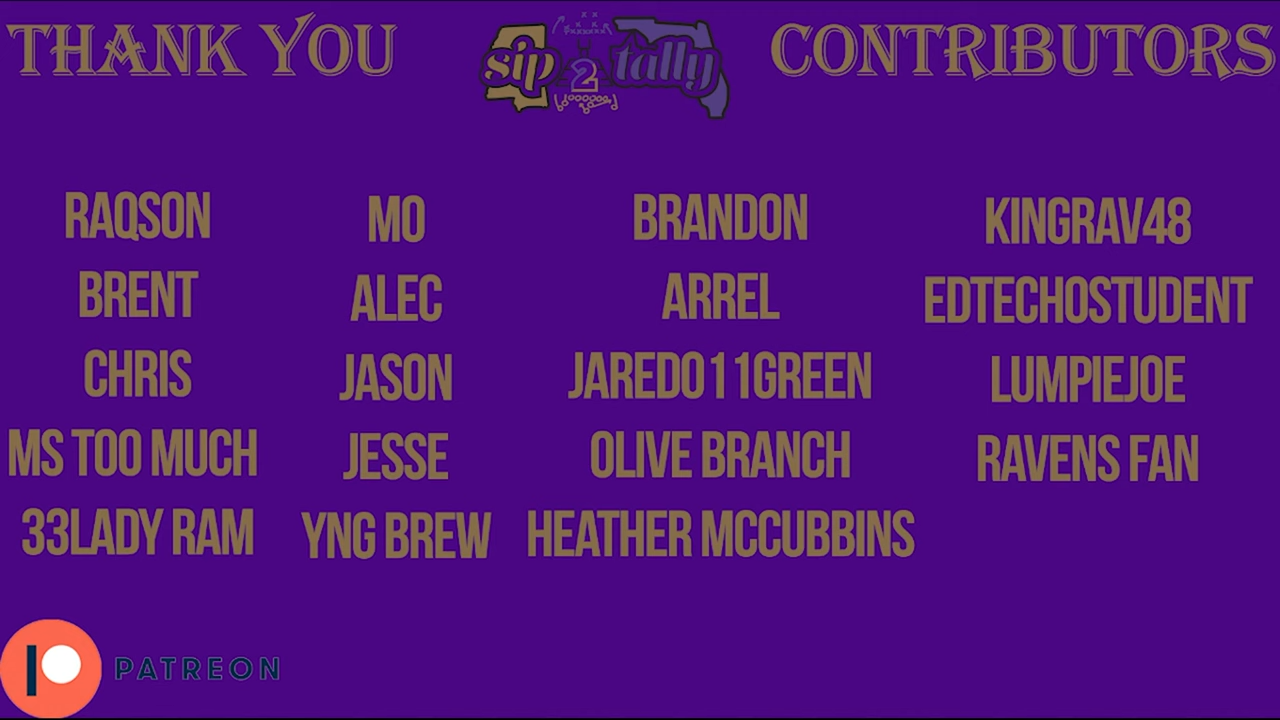 THANK YOU
sip 2 tally
CONTRIBUTORS
RAQSON
BRENT
CHRIS
MS TOO MUCH
33LADY RAM
MO
ALEC
JASON
JESSE
YNG BREW
BRANDON
ARREL
JARED011GREEN
OLIVE BRANCH
HEATHER MCCUBBINS
KINGRAV48
EDTECHOSTUDENT
LUMPIEJOE
RAVENS FAN
PATREON